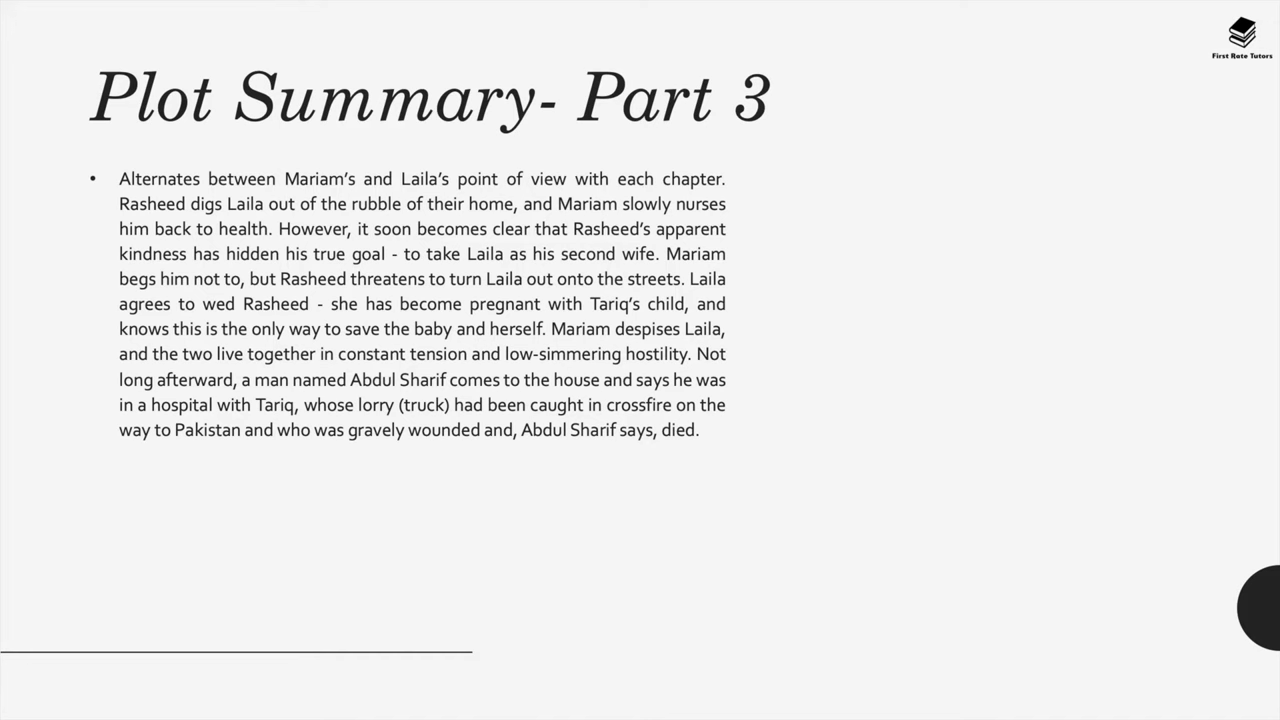 First Rate Tutors
Plot Summary- Part 3
• Alternates between Mariam’s and Laila’s point of view with each chapter.
Rasheed digs Laila out of the rubble of their home, and Mariam slowly nurses
him back to health. However, it soon becomes clear that Rasheed’s apparent
kindness has hidden his true goal - to take Laila as his second wife. Mariam
begs him not to, but Rasheed threatens to turn Laila out onto the streets. Laila
agrees to wed Rasheed - she has become pregnant with Tariq’s child, and
knows this is the only way to save the baby and herself. Mariam despises Laila,
and the two live together in constant tension and low-simmering hostility. Not
long afterward, a man named Abdul Sharif comes to the house and says he was
in a hospital with Tariq, whose lorry (truck) had been caught in crossfire on the
way to Pakistan and who was gravely wounded and, Abdul Sharif says, died.